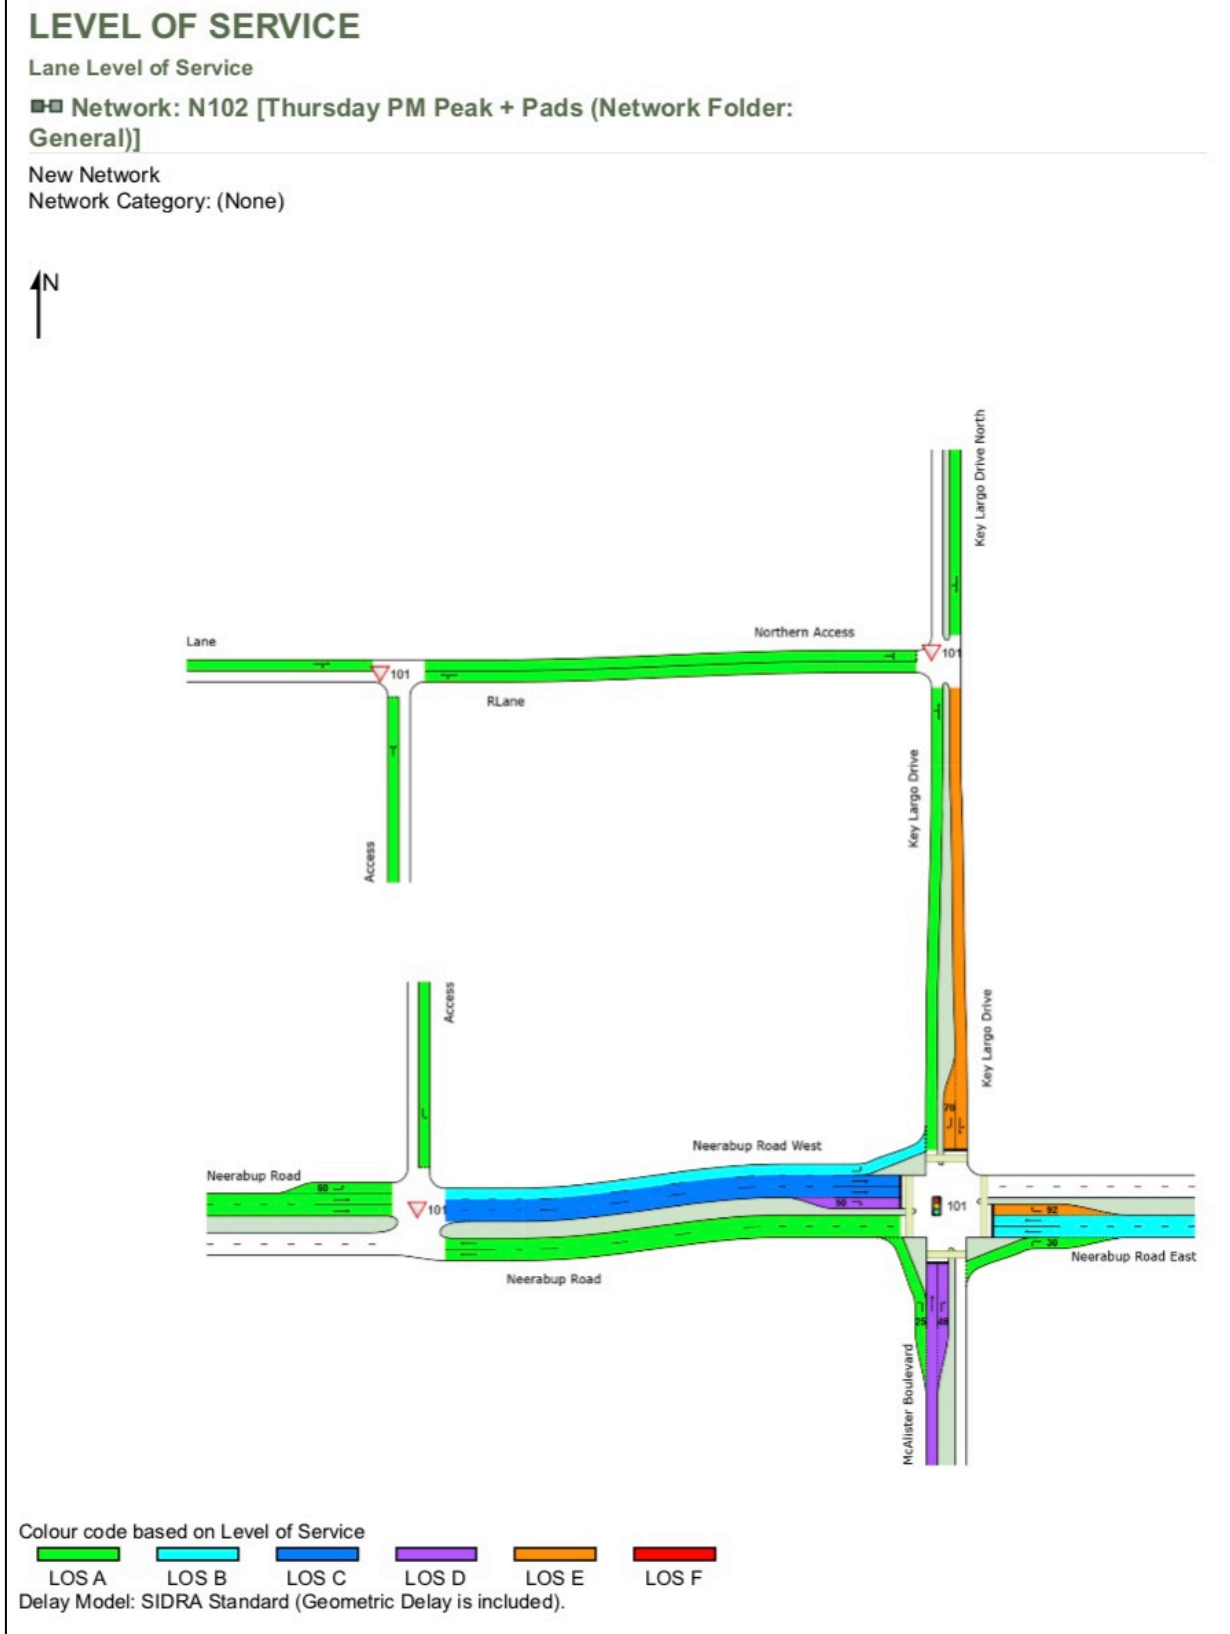 LEVEL OF SERVICE
Lane Level of Service
Network: N102 [Thursday PM Peak + Pads (Network Folder:
General)]
New Network
Network Category: (None)
N
Key Largo Drive North
Lane
Northern Access
101
101
RLane
Key Largo Drive
Access
Access
Key Largo Drive
70
Neerabup Road West
Neerabup Road
60
101
50
101
92
30
Neerabup Road East
Neerabup Road
25
McAlister Boulevard
Colour code based on Level of Service
LOS A LOS B LOS C LOS D LOS E LOS F
Delay Model: SIDRA Standard (Geometric Delay is included).